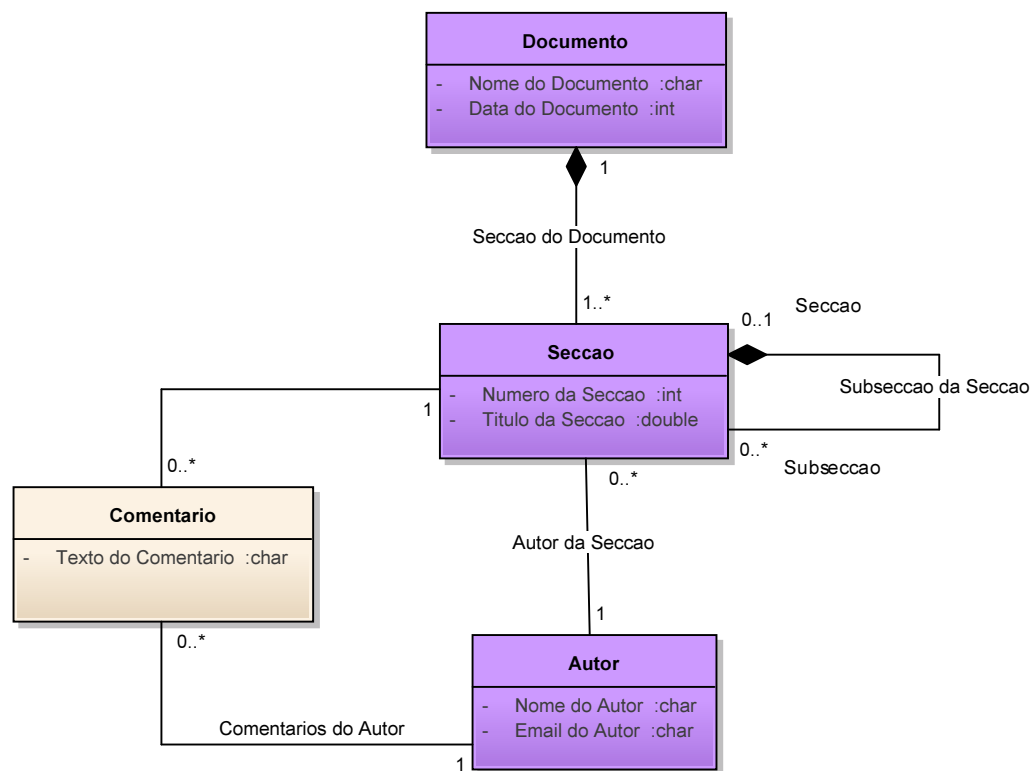 Documento
- Nome do Documento :char
- Data do Documento :int
1
Seccao do Documento
1..*
Seccao
0..1
Seccao
- Numero da Seccao :int
- Titulo da Seccao :double
Subseccao da Seccao
1
0..*
Subseccao
0..*
0..*
Comentario
- Texto do Comentario :char
Autor da Seccao
1
0..*
Autor
- Nome do Autor :char
- Email do Autor :char
Comentarios do Autor
1